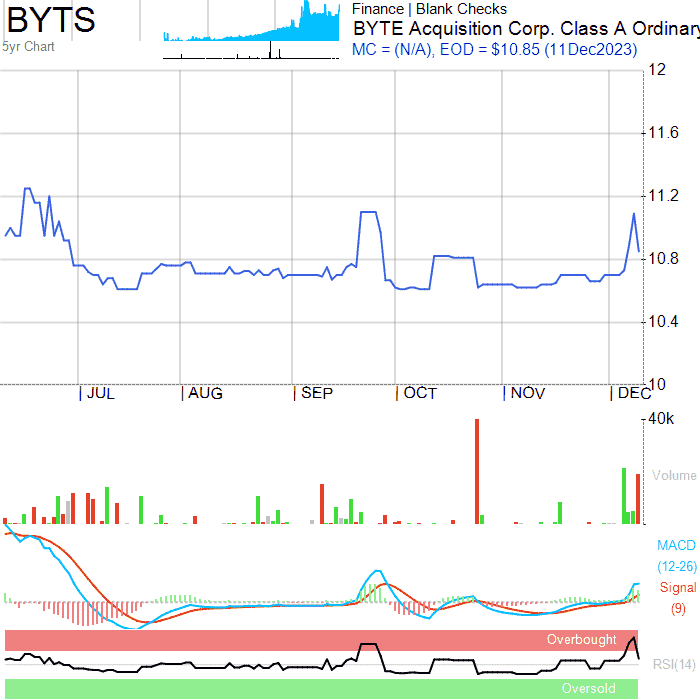 BYTS
5yr Chart
Finance | Blank Checks
BYTE Acquisition Corp. Class A Ordinary
MC = (N/A), EOD = $10.85 (11Dec2023)
12
11.6
11.2
10.8
10.4
10
JUL
AUG
SEP
OCT
NOV
DEC
40k
Volume
MACD
(12-26)
Signal
(9)
Overbought
RSI(14)
Oversold